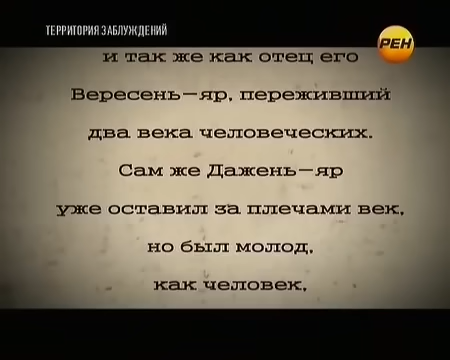 ТЕРРИТОРИЯ ЗАБЛУЖДЕНИЙ
РЕН
и так же как отец его
Вересень—яр, переживший
два века человеческих.
Сам же Дажень—яр
уже оставил за плечами век,
но был молод,
как человек,